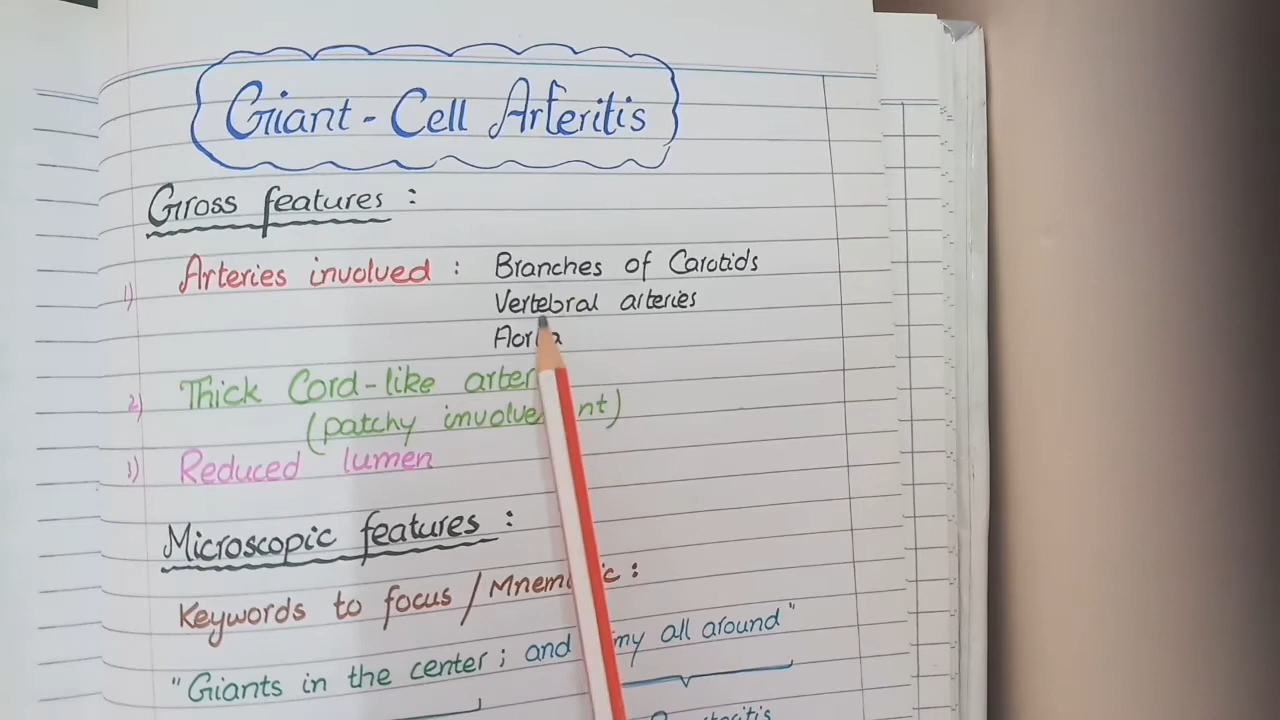 Giant - Cell Arteritis
Gross features :
1) Arteries involved : Branches of Carotids
Vertebral arteries
Aorta
2) Thick Cord-like
(patchy
3) Reduced lumen
Microscopic features :
Keywords to focus /
"Giants in the center ; and all around"